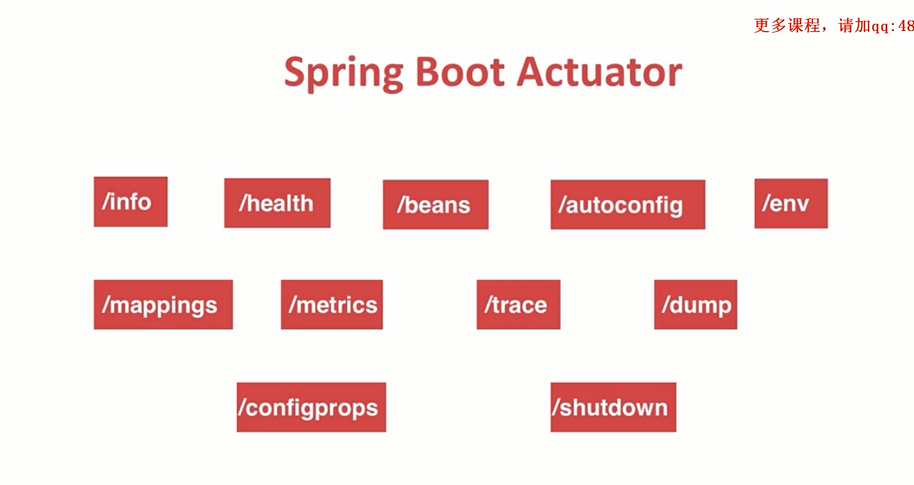 更多课程，请加qq:48
Spring Boot Actuator
/info /health /beans /autoconfig /env
/mappings /metrics /trace /dump
/configprops /shutdown